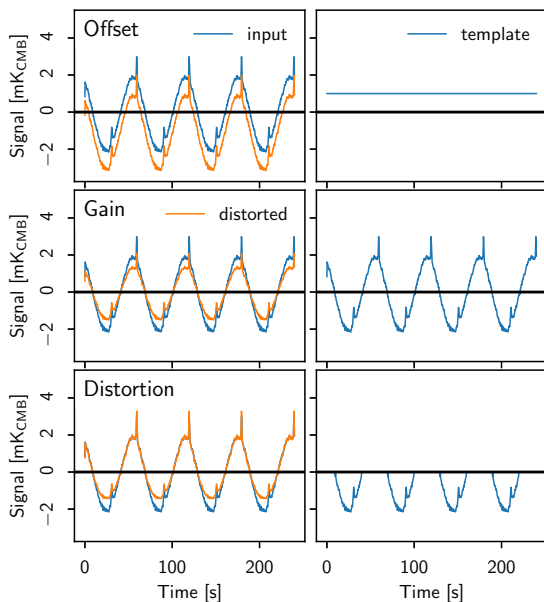 Offset
input
template
Signal [mK_CMB]
4
2
0
−2
Gain
distorted
Signal [mK_CMB]
4
2
0
−2
Distortion
Signal [mK_CMB]
4
2
0
−2
0 100 200
0 100 200
Time [s]
Time [s]